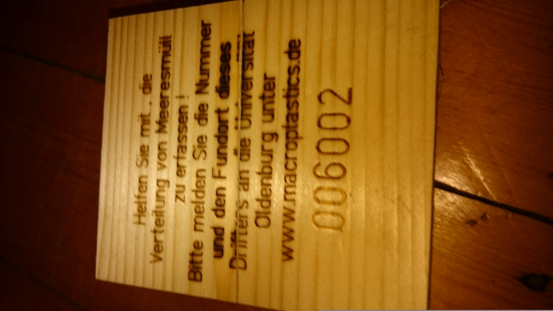 Helfen Sie mit , die
Verteilung von Meeresmüll
zu erfassen !
Bitte melden Sie die Nummer
und den Fundort dieses
Drifters an die Universität
Oldenburg unter
www.macroplastics.de
006002